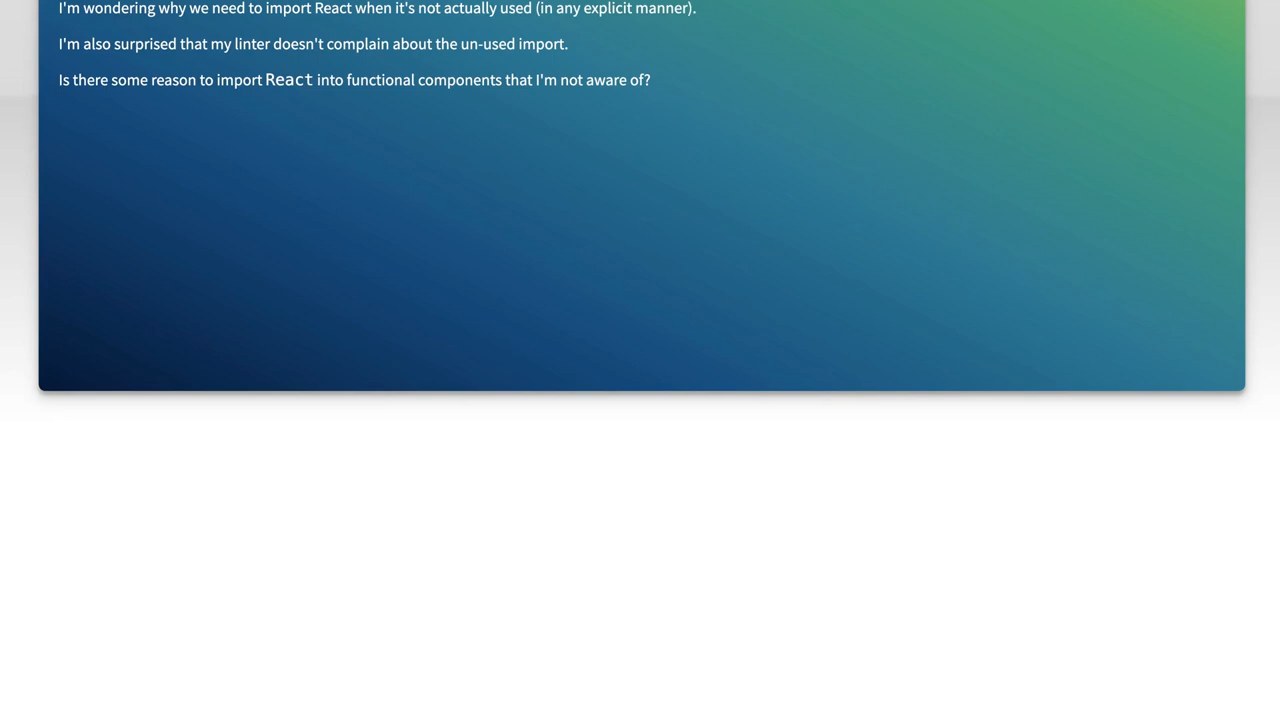 I'm wondering why we need to import React when it's not actually used (in any explicit manner).
I'm also surprised that my linter doesn't complain about the un-used import.
Is there some reason to import React into functional components that I'm not aware of?